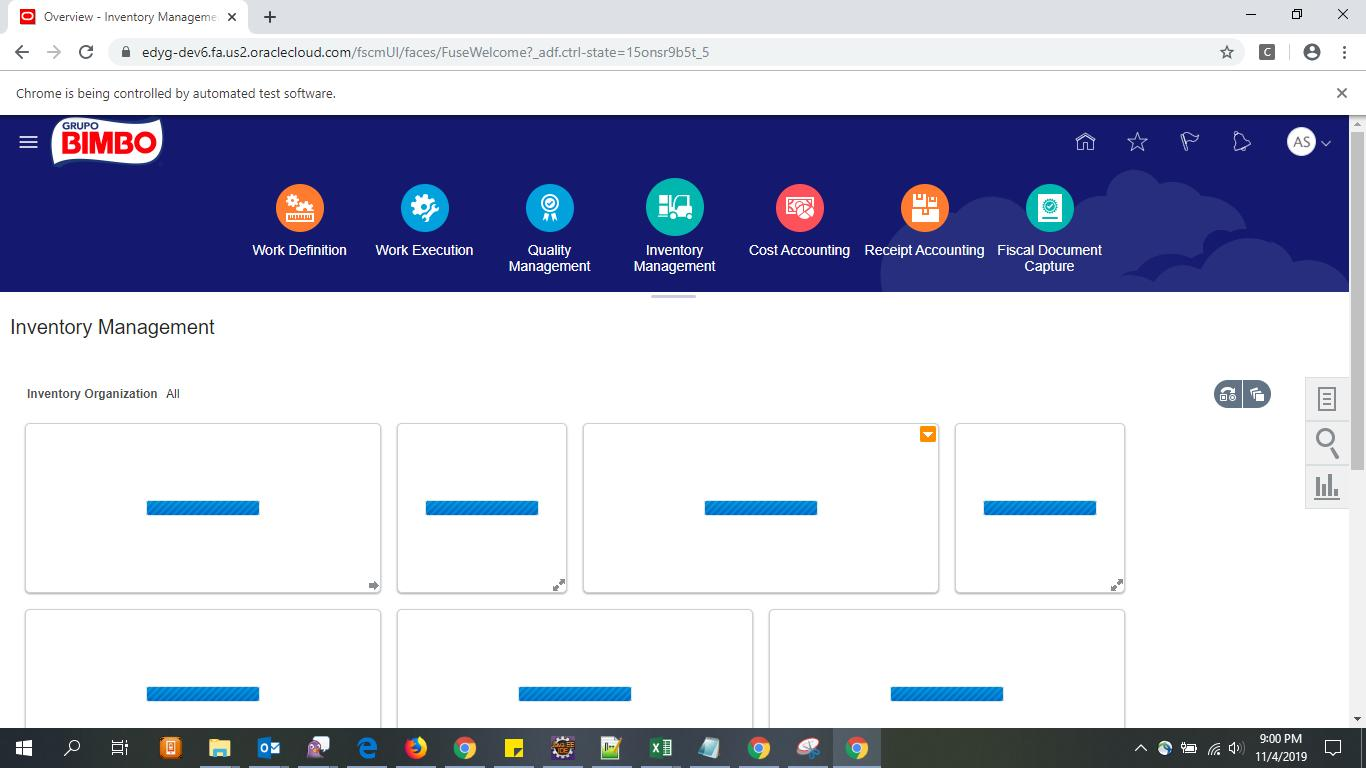 Overview - Inventory Manageme
edyg-dev6.fa.us2.oraclecloud.com/fscmUI/faces/FuseWelcome?_adf.ctrl-state=15onsr9b5t_5
C
Chrome is being controlled by automated test software.
GRUPO
BIMBO
AS
Work Definition
Work Execution
Quality
Management
Inventory
Management
Cost Accounting
Receipt Accounting
Fiscal Document
Capture
Inventory Management
Inventory Organization All
9:00 PM
11/4/2019